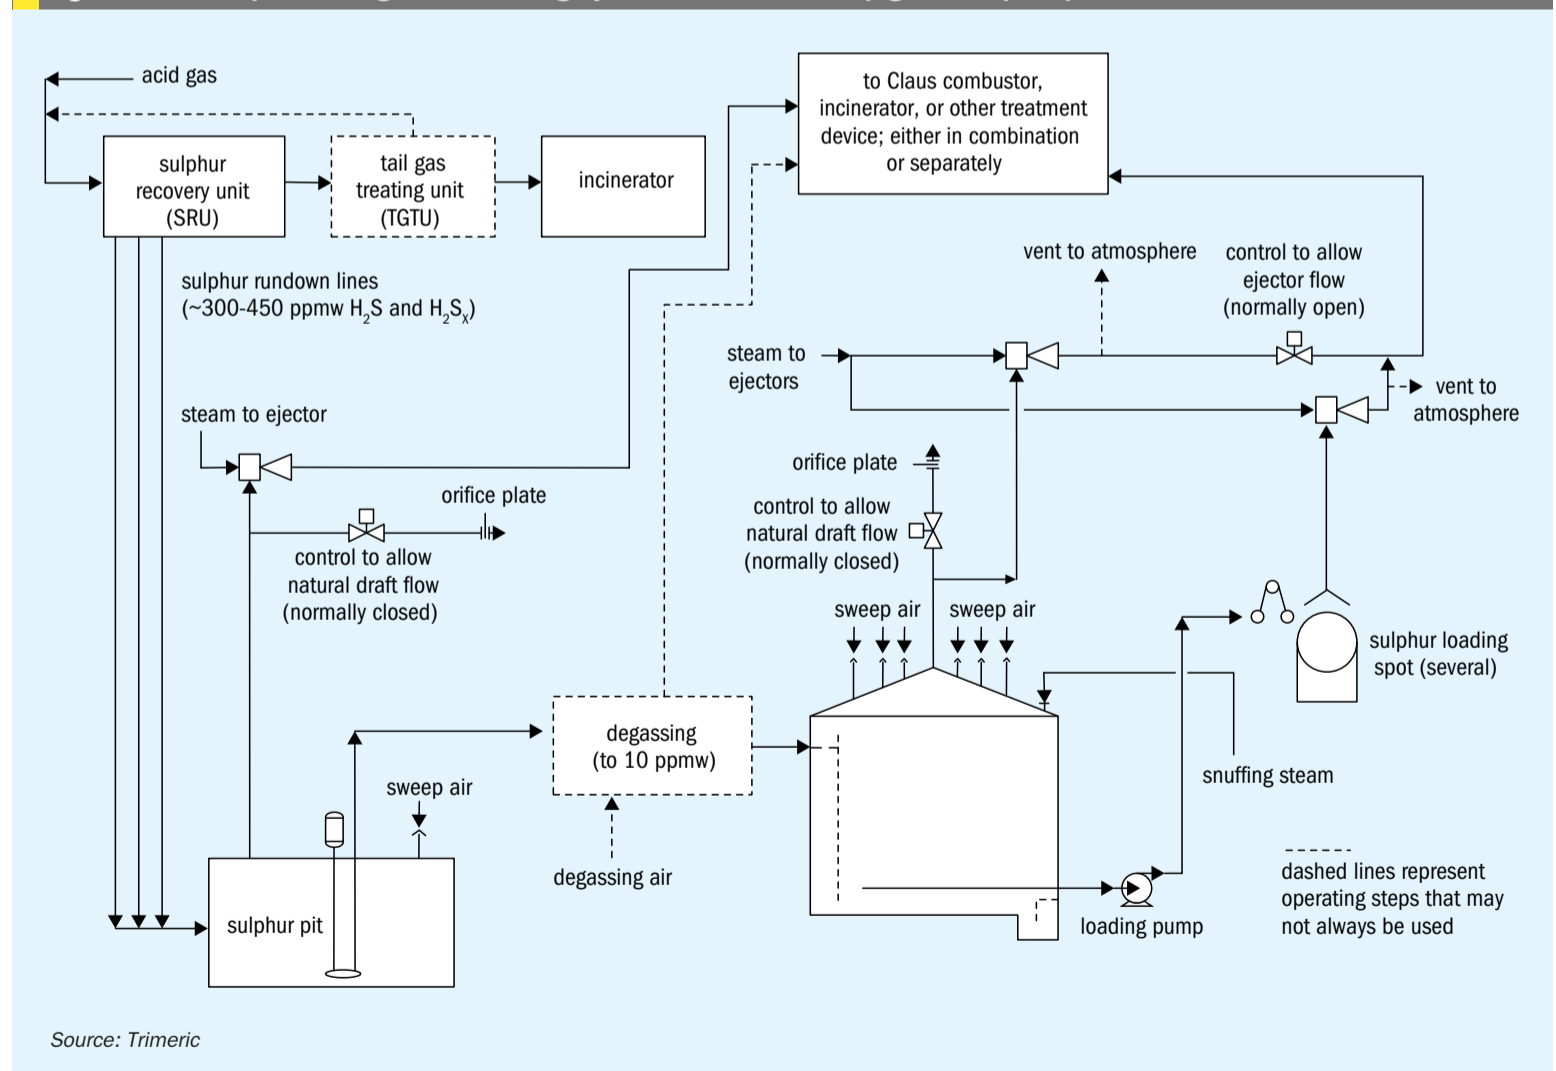 acid gas
sulphur
recovery unit
(SRU)
tail gas
treating unit
(TGTU)
incinerator
to Claus combustor,
incinerator, or other treatment
device; either in combination
or separately
sulphur rundown lines
(~300-450 ppmw H₂S and H₂Sₓ)
vent to atmosphere
control to allow
ejector flow
(normally open)
steam to
ejectors
vent to
atmosphere
steam to ejector
orifice plate
control to allow
natural draft flow
(normally closed)
orifice plate
control to allow
natural draft flow
(normally closed)
sweep air
sweep air
sulphur loading
spot (several)
degassing
(to 10 ppmw)
sweep air
degassing air
snuffing steam
sulphur pit
loading pump
dashed lines represent
operating steps that may
not always be used
Source: Trimeric